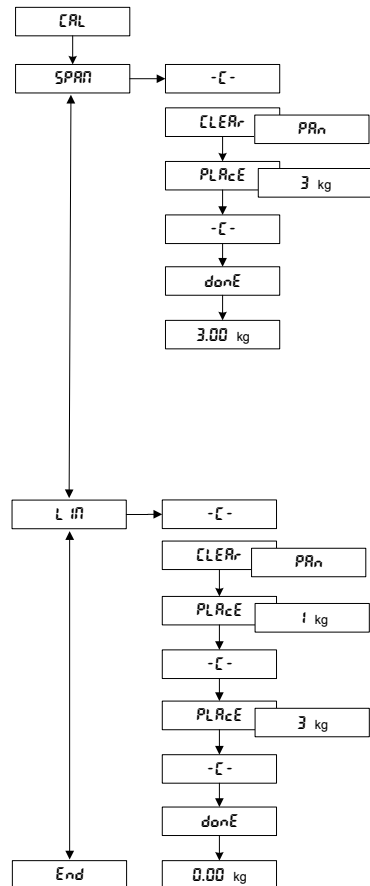 CAL
SPAN -C-
CLEAr PAn
PLAcE 3 kg
-C-
donE
3.00 kg
LIN -C-
CLEAr PAn
PLAcE 1 kg
-C-
PLAcE 3 kg
-C-
donE
End 0.00 kg